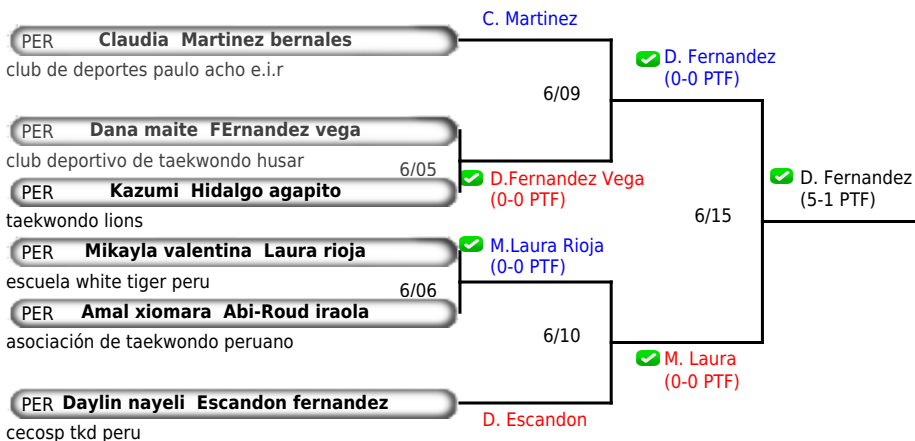 C. Martinez
PER Claudia Martinez bernales
club de deportes paulo acho e.i.r
D. Fernandez
(0-0 PTF)
6/09
PER Dana maite FErnandez vega
club deportivo de taekwondo husar
6/05
D.Fernandez Vega
(0-0 PTF)
PER Kazumi Hidalgo agapito
taekwondo lions
D. Fernandez
(5-1 PTF)
6/15
PER Mikayla valentina Laura rioja
escuela white tiger peru
M.Laura Rioja
(0-0 PTF)
6/06
PER Amal xiomara Abi-Roud iraola
asociación de taekwondo peruano
6/10
M. Laura
(0-0 PTF)
PER Daylin nayeli Escandon fernandez
cecosp tkd peru
D. Escandon